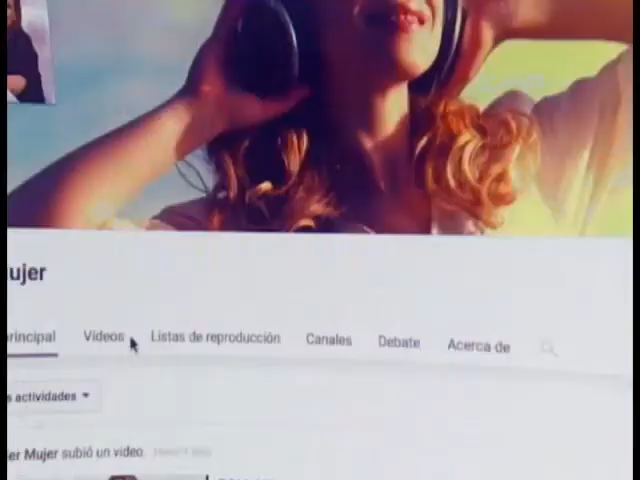 ujer
rincipal Videos Listas de reproducción Canales Debate Acerca de
s actividades
er Mujer subió un video